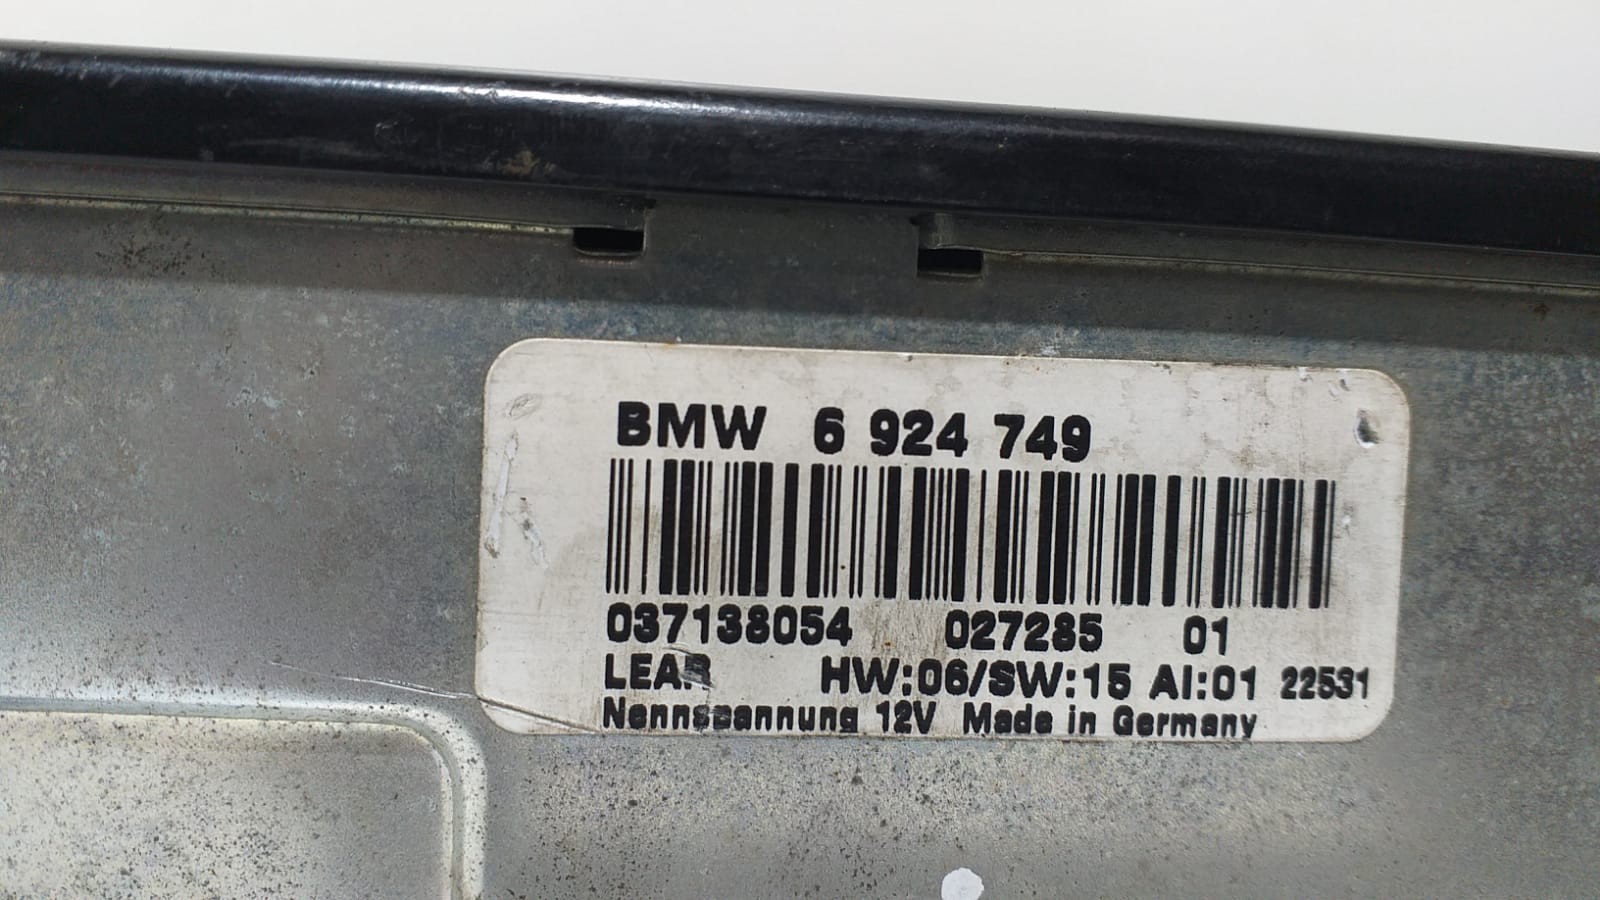 BMW 6 924 749
037138054 027285 01
LEAR HW:06/SW:15 AI:01 22531
Nennspannung 12V Made in Germany